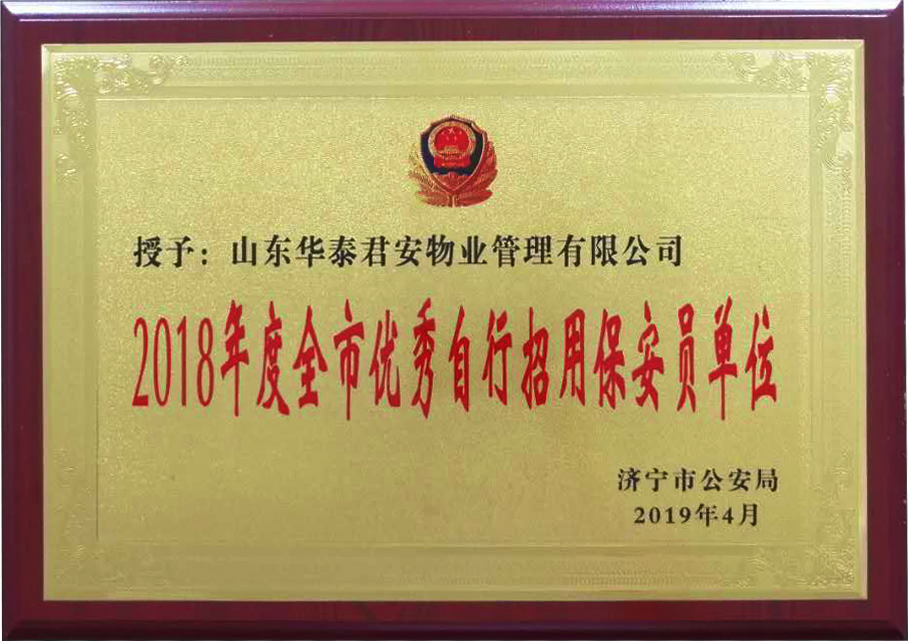 授予：山东华泰君安物业管理有限公司
2018年度全市优秀自行招用保安员单位
济宁市公安局
2019年4月